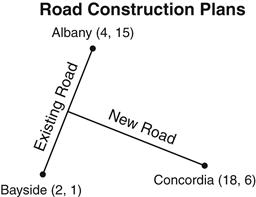 Road Construction Plans
Albany (4, 15)
Existing Road
New Road
Concordia (18, 6)
Bayside (2, 1)